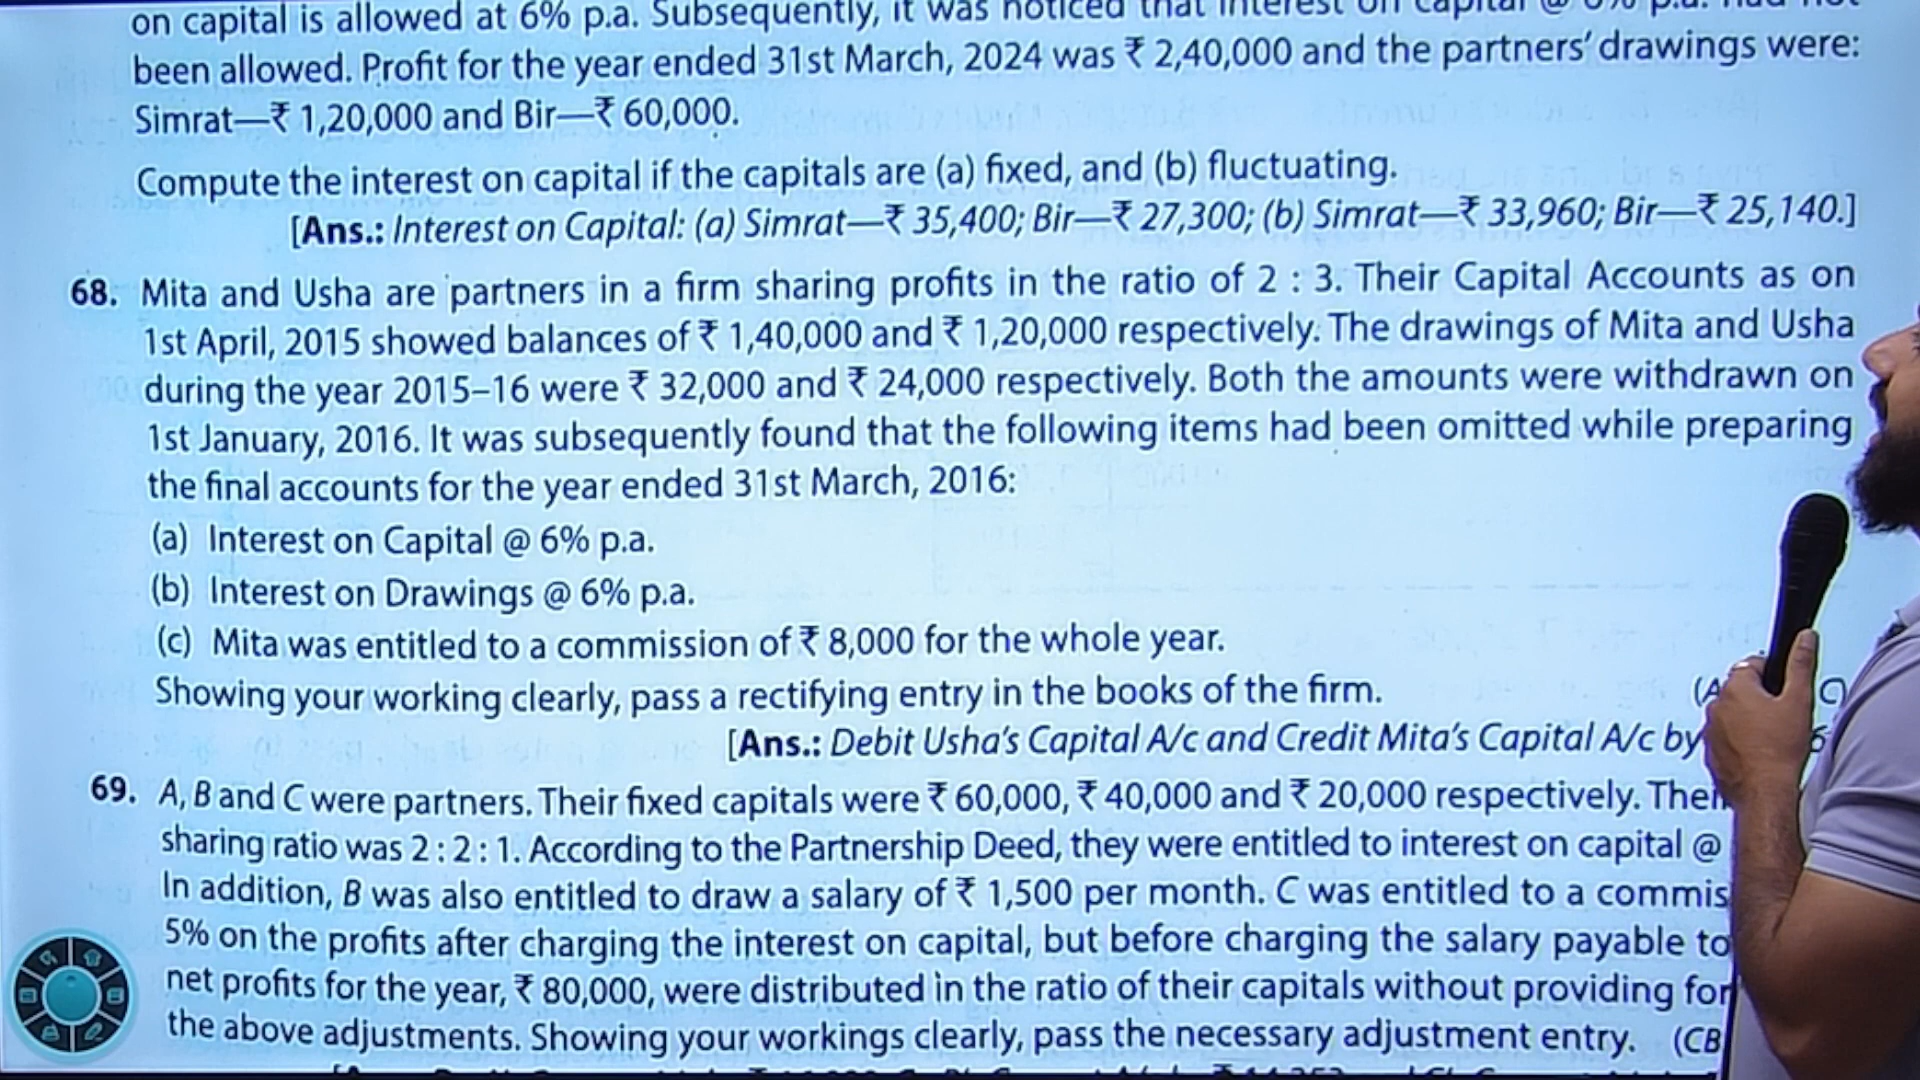 on capital is allowed at 6% p.a. Subsequently, it was noticed that interest on capital @ 6% p.a. had not
been allowed. Profit for the year ended 31st March, 2024 was ₹ 2,40,000 and the partners' drawings were:
Simrat—₹ 1,20,000 and Bir—₹ 60,000.
Compute the interest on capital if the capitals are (a) fixed, and (b) fluctuating.
[Ans.: Interest on Capital: (a) Simrat—₹ 35,400; Bir—₹ 27,300; (b) Simrat—₹ 33,960; Bir—₹ 25,140.]
68. Mita and Usha are partners in a firm sharing profits in the ratio of 2 : 3. Their Capital Accounts as on
1st April, 2015 showed balances of ₹ 1,40,000 and ₹ 1,20,000 respectively. The drawings of Mita and Usha
during the year 2015–16 were ₹ 32,000 and ₹ 24,000 respectively. Both the amounts were withdrawn on
1st January, 2016. It was subsequently found that the following items had been omitted while preparing
the final accounts for the year ended 31st March, 2016:
(a) Interest on Capital @ 6% p.a.
(b) Interest on Drawings @ 6% p.a.
(c) Mita was entitled to a commission of ₹ 8,000 for the whole year.
Showing your working clearly, pass a rectifying entry in the books of the firm.
[Ans.: Debit Usha's Capital A/c and Credit Mita's Capital A/c by
69. A, B and C were partners. Their fixed capitals were ₹ 60,000, ₹ 40,000 and ₹ 20,000 respectively.
sharing ratio was 2 : 2 : 1. According to the Partnership Deed, they were entitled to interest on capital @
In addition, B was also entitled to draw a salary of ₹ 1,500 per month. C was entitled to a
5% on the profits after charging the interest on capital, but before charging the salary payable to
net profits for the year, ₹ 80,000, were distributed in the ratio of their capitals without providing for
the above adjustments. Showing your workings clearly, pass the necessary adjustment entry. (CB